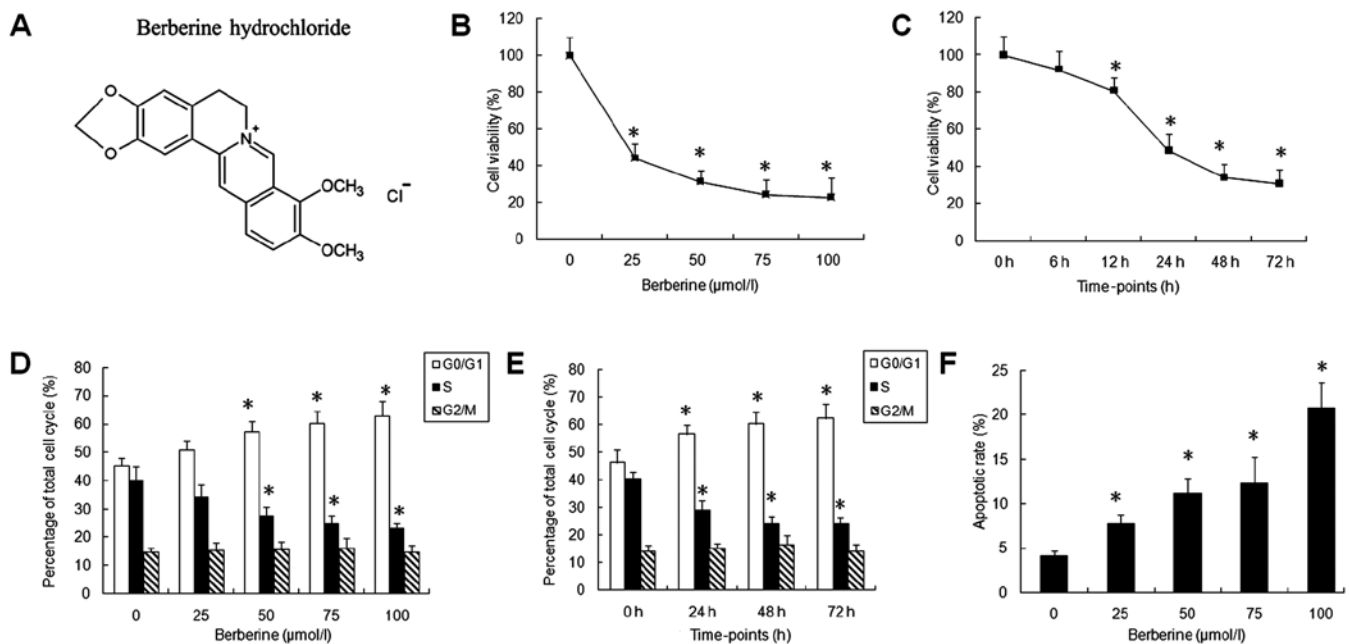 A
Berberine hydrochloride
O
O
N+
OCH3
OCH3
Cl−
B
Cell viability (%)
120
100
80
60
40
20
0
*
*
*
*
0 25 50 75 100
Berberine (μmol/l)
C
Cell viability (%)
120
100
80
60
40
20
0
*
*
*
*
0 h 6 h 12 h 24 h 48 h 72 h
Time-points (h)
D
Percentage of total cell cycle (%)
80
70
60
50
40
30
20
10
0
G0/G1
S
G2/M
* * *
* * *
0 25 50 75 100
Berberine (μmol/l)
E
Percentage of total cell cycle (%)
80
70
60
50
40
30
20
10
0
G0/G1
S
G2/M
* * *
* * *
0 h 24 h 48 h 72 h
Time-points (h)
F
Apoptotic rate (%)
25
20
15
10
5
0
*
*
*
*
0 25 50 75 100
Berberine (μmol/l)